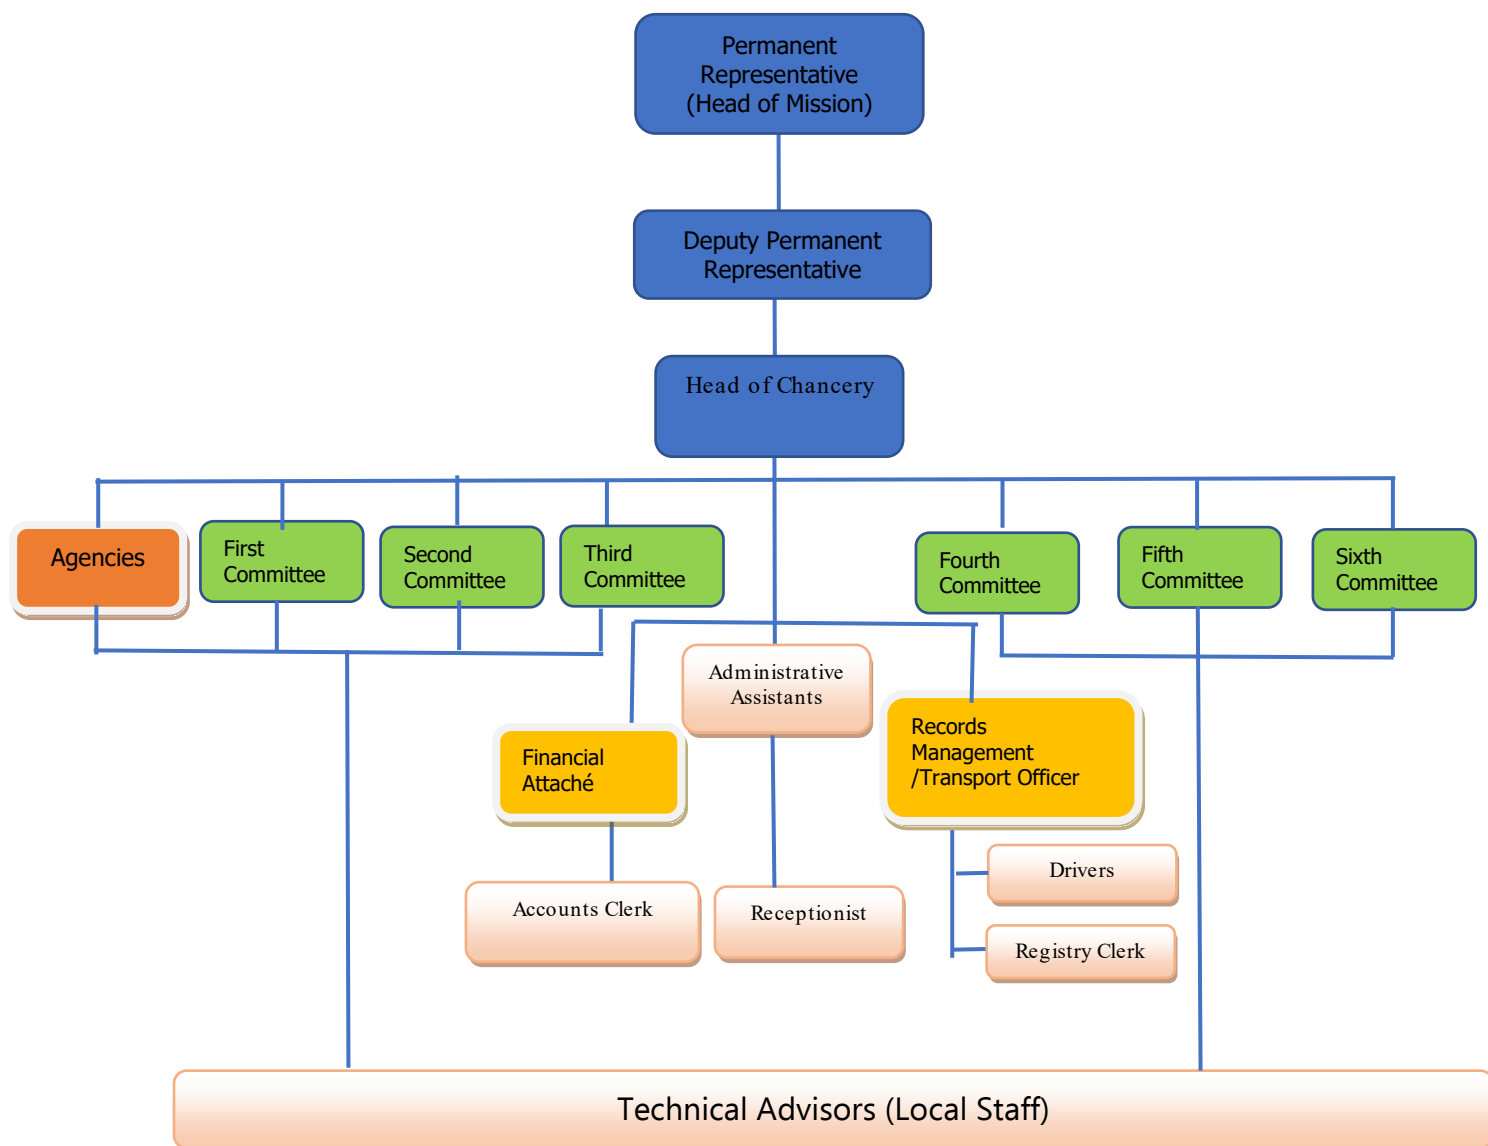 Permanent
Representative
(Head of Mission)
Deputy Permanent
Representative
Head of Chancery
Agencies
First
Committee
Second
Committee
Third
Committee
Fourth
Committee
Fifth
Committee
Sixth
Committee
Administrative
Assistants
Financial
Attaché
Records
Management
/Transport Officer
Accounts Clerk
Receptionist
Drivers
Registry Clerk
Technical Advisors (Local Staff)